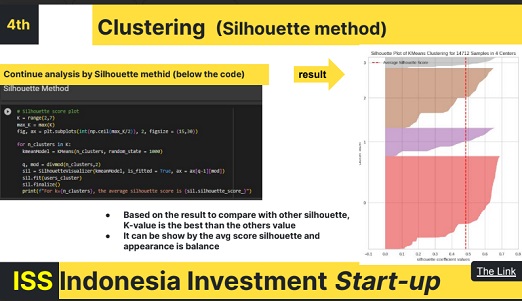 4th
Clustering (Silhouette method)
Continue analysis by Silhouette methid (below the code)
result
Silhouette Method
# Silhouette score plot
K = range(2,7)
max_K = max(K)
fig, ax = plt.subplots(int(np.ceil(max_K/2)), 2, figsize = (15,30))
for n_clusters in K:
kmeanModel = KMeans(n_clusters, random_state = 1000)
q, mod = divmod(n_clusters,2)
sil = SilhouetteVisualizer(kmeanModel, is_fitted = True, ax = ax[q-1][mod])
sil.fit(users_cluster)
sil.finalize()
print(f"For k={n_clusters}, the average silhouette score is {sil.silhouette_score_}")
Silhouette Plot of KMeans Clustering for 14712 Samples in 4 Centers
Average Silhouette Score
3
2
1
0
-0.1 0.0 0.1 0.2 0.3 0.4 0.5 0.6 0.7 0.8
silhouette coefficient values
● Based on the result to compare with other silhouette,
K-value is the best than the others value
● It can be show by the avg score silhouette and
appearance is balance
The Link
ISS Indonesia Investment Start-up